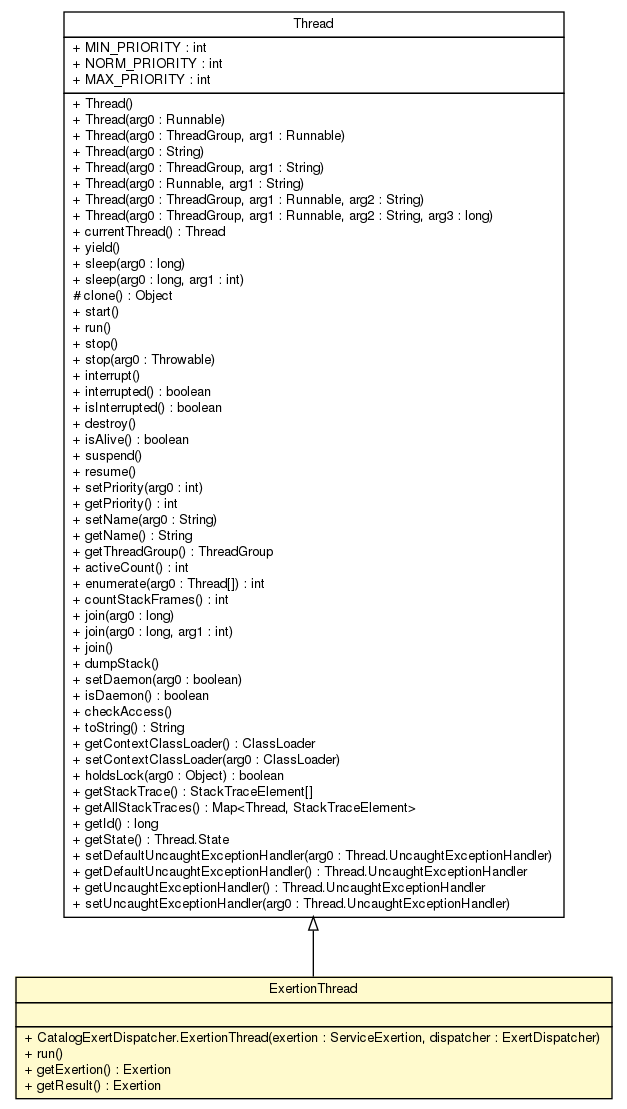 Thread
+ MIN_PRIORITY : int
+ NORM_PRIORITY : int
+ MAX_PRIORITY : int
+ Thread()
+ Thread(arg0 : Runnable)
+ Thread(arg0 : ThreadGroup, arg1 : Runnable)
+ Thread(arg0 : String)
+ Thread(arg0 : ThreadGroup, arg1 : String)
+ Thread(arg0 : Runnable, arg1 : String)
+ Thread(arg0 : ThreadGroup, arg1 : Runnable, arg2 : String)
+ Thread(arg0 : ThreadGroup, arg1 : Runnable, arg2 : String, arg3 : long)
+ currentThread() : Thread
+ yield()
+ sleep(arg0 : long)
+ sleep(arg0 : long, arg1 : int)
# clone() : Object
+ start()
+ run()
+ stop()
+ stop(arg0 : Throwable)
+ interrupt()
+ interrupted() : boolean
+ isInterrupted() : boolean
+ destroy()
+ isAlive() : boolean
+ suspend()
+ resume()
+ setPriority(arg0 : int)
+ getPriority() : int
+ setName(arg0 : String)
+ getName() : String
+ getThreadGroup() : ThreadGroup
+ activeCount() : int
+ enumerate(arg0 : Thread[]) : int
+ countStackFrames() : int
+ join(arg0 : long)
+ join(arg0 : long, arg1 : int)
+ join()
+ dumpStack()
+ setDaemon(arg0 : boolean)
+ isDaemon() : boolean
+ checkAccess()
+ toString() : String
+ getContextClassLoader() : ClassLoader
+ setContextClassLoader(arg0 : ClassLoader)
+ holdsLock(arg0 : Object) : boolean
+ getStackTrace() : StackTraceElement[]
+ getAllStackTraces() : Map<Thread, StackTraceElement>
+ getId() : long
+ getState() : Thread.State
+ setDefaultUncaughtExceptionHandler(arg0 : Thread.UncaughtExceptionHandler)
+ getDefaultUncaughtExceptionHandler() : Thread.UncaughtExceptionHandler
+ getUncaughtExceptionHandler() : Thread.UncaughtExceptionHandler
+ setUncaughtExceptionHandler(arg0 : Thread.UncaughtExceptionHandler)
ExertionThread
+ CatalogExertDispatcher.ExertionThread(exertion : ServiceExertion, dispatcher : ExertDispatcher)
+ run()
+ getExertion() : Exertion
+ getResult() : Exertion